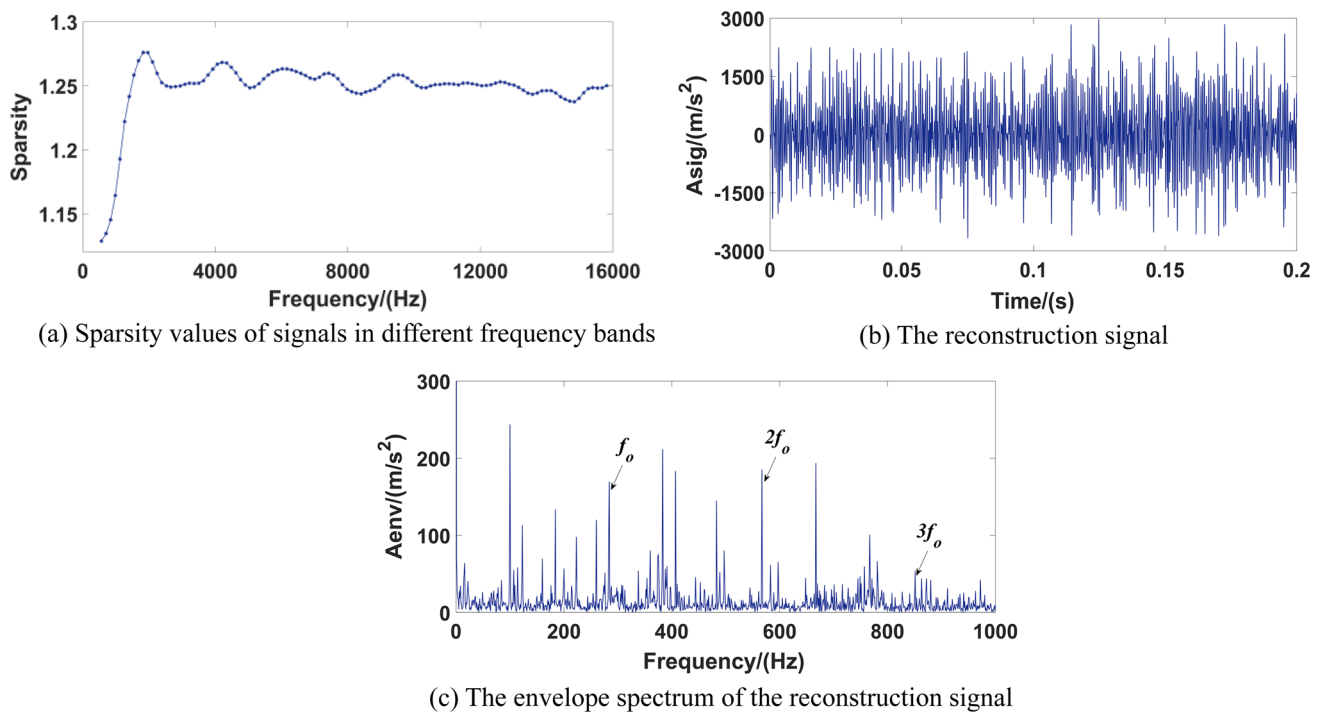 1.3
1.25
1.2
1.15
Sparsity
0 4000 8000 12000 16000
Frequency/(Hz)
(a) Sparsity values of signals in different frequency bands
3000
1500
0
-1500
-3000
Asig/(m/s²)
0 0.05 0.1 0.15 0.2
Time/(s)
(b) The reconstruction signal
300
200
100
0
Aenv/(m/s²)
fₒ
2fₒ
3fₒ
0 200 400 600 800 1000
Frequency/(Hz)
(c) The envelope spectrum of the reconstruction signal